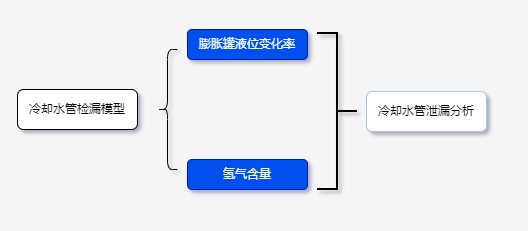 膨胀罐液位变化率
冷却水管检漏模型
冷却水管泄漏分析
氢气含量